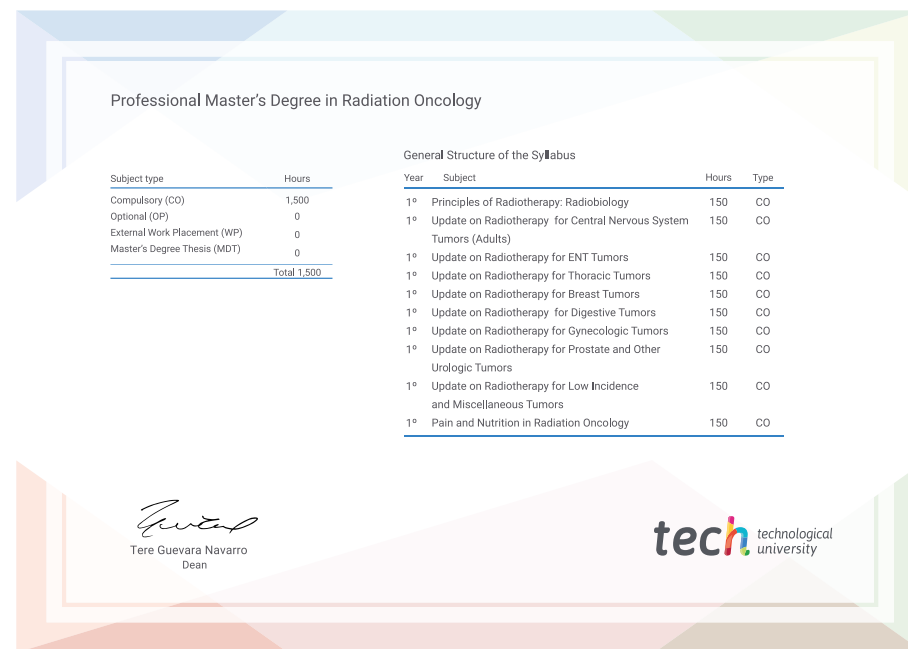 Professional Master's Degree in Radiation Oncology
Subject type Hours
Compulsory (CO) 1,500
Optional (OP) 0
External Work Placement (WP) 0
Master's Degree Thesis (MDT) 0
Total 1,500
General Structure of the Syllabus
Year Subject Hours Type
1º Principles of Radiotherapy: Radiobiology 150 CO
1º Update on Radiotherapy for Central Nervous System 150 CO
Tumors (Adults)
1º Update on Radiotherapy for ENT Tumors 150 CO
1º Update on Radiotherapy for Thoracic Tumors 150 CO
1º Update on Radiotherapy for Breast Tumors 150 CO
1º Update on Radiotherapy for Digestive Tumors 150 CO
1º Update on Radiotherapy for Gynecologic Tumors 150 CO
1º Update on Radiotherapy for Prostate and Other 150 CO
Urologic Tumors
1º Update on Radiotherapy for Low Incidence 150 CO
and Miscellaneous Tumors
1º Pain and Nutrition in Radiation Oncology 150 CO
Tere Guevara Navarro
Dean
tech technological
university